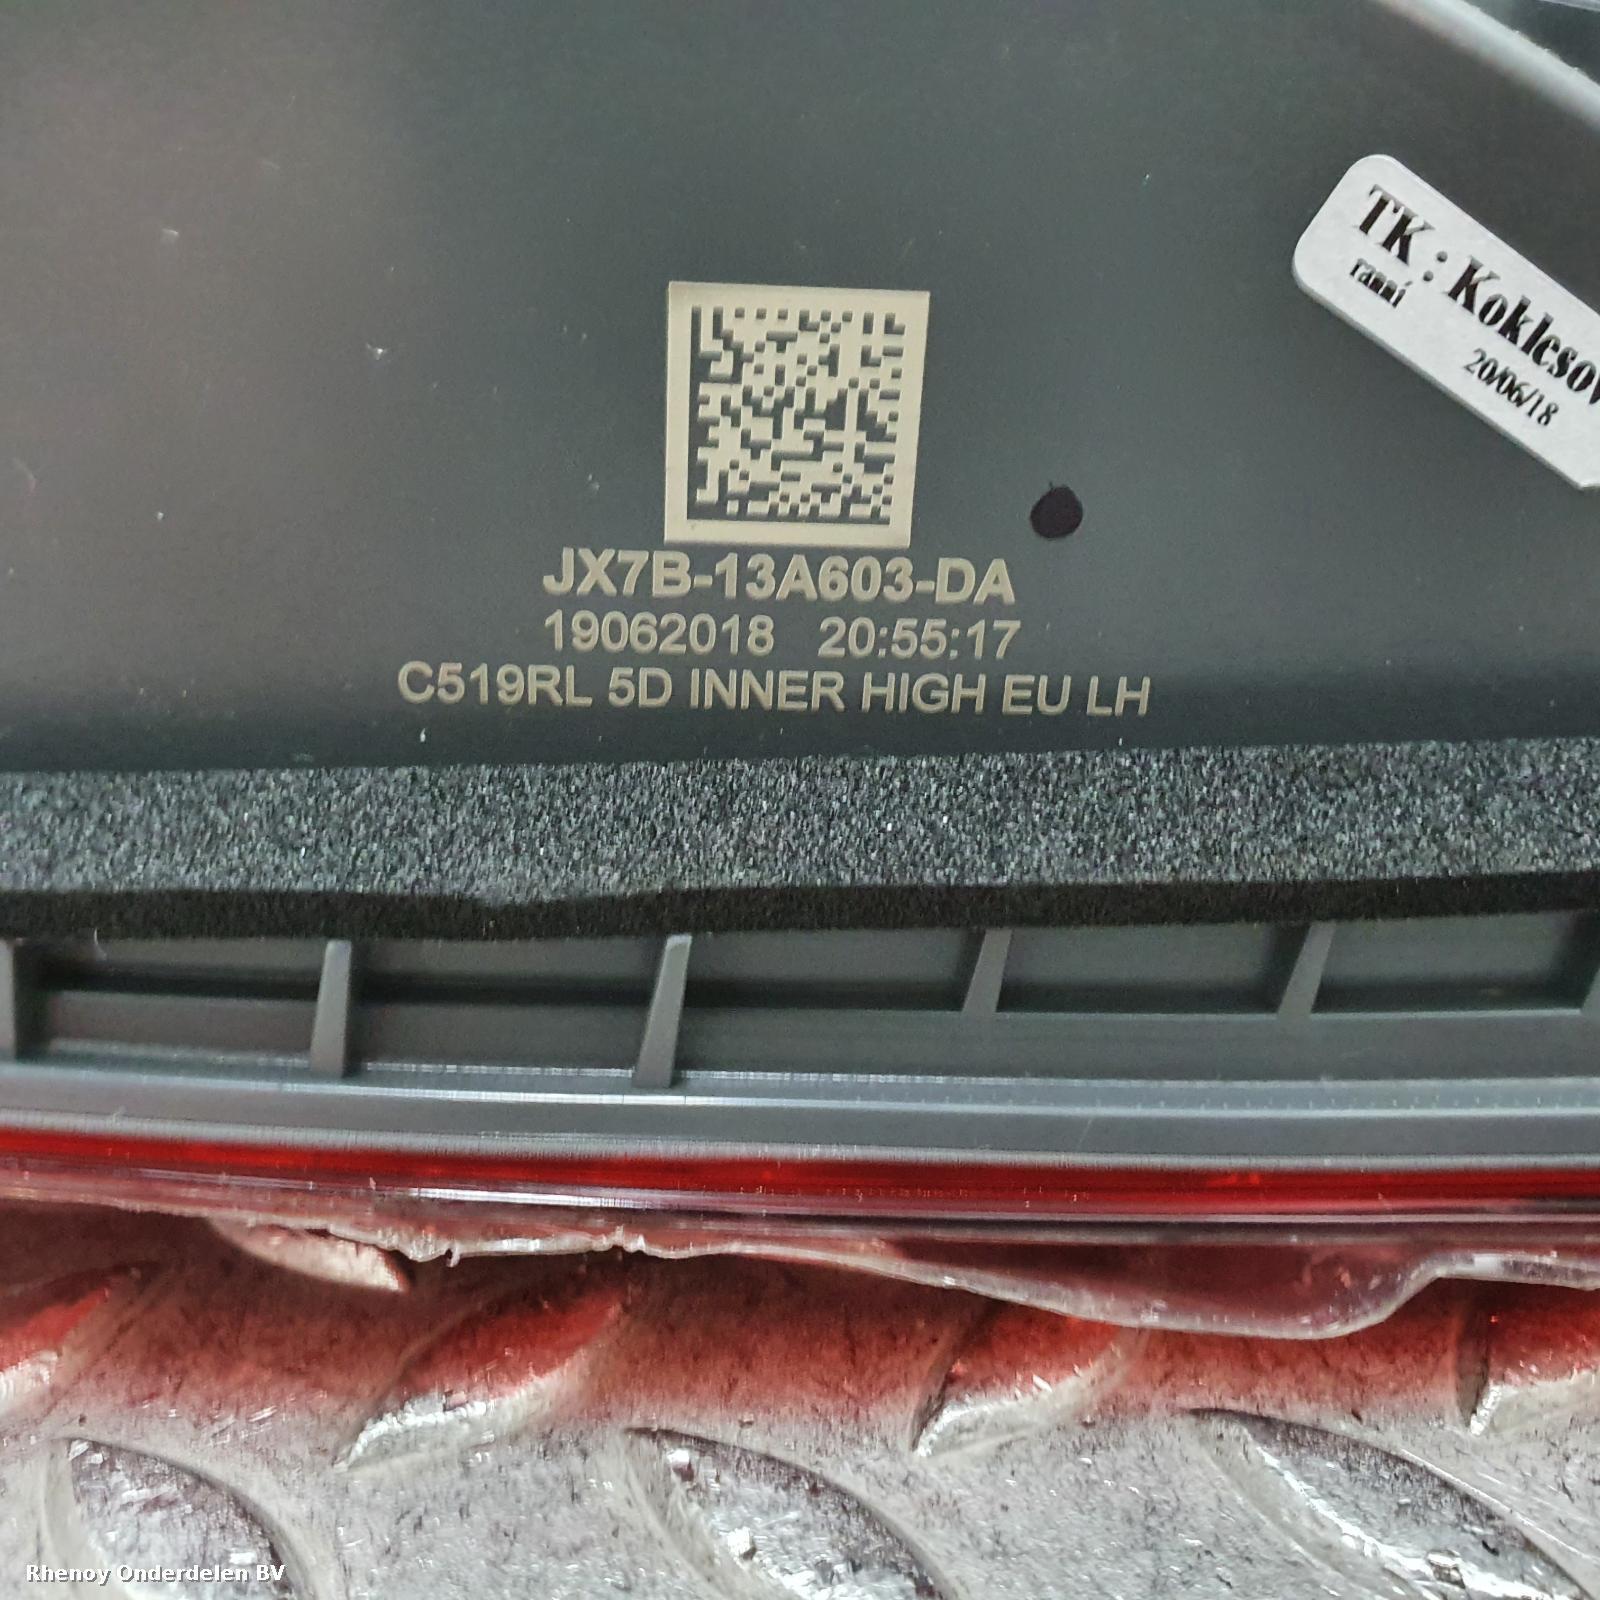 TK : Koklcsov
ranní
20/06/18
JX7B-13A603-DA
19062018 20:55:17
C519RL 5D INNER HIGH EU LH
Rhenoy Onderdelen BV